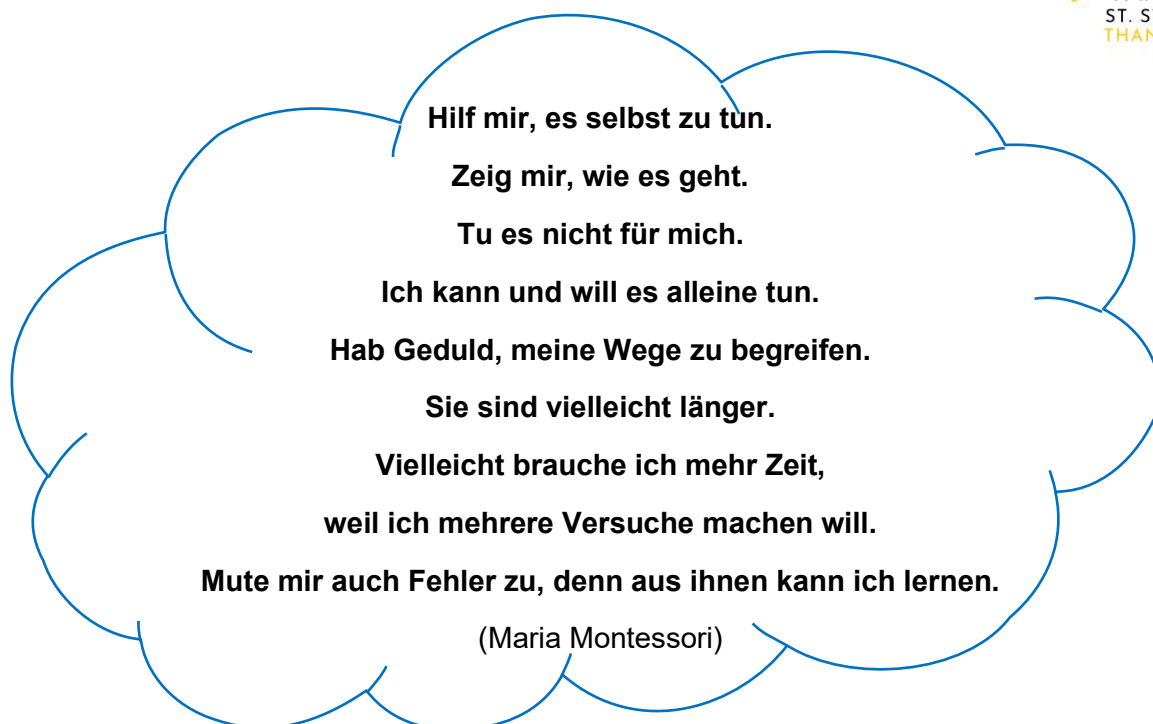 ST. S
THAN
Hilf mir, es selbst zu tun.
Zeig mir, wie es geht.
Tu es nicht für mich.
Ich kann und will es alleine tun.
Hab Geduld, meine Wege zu begreifen.
Sie sind vielleicht länger.
Vielleicht brauche ich mehr Zeit,
weil ich mehrere Versuche machen will.
Mute mir auch Fehler zu, denn aus ihnen kann ich lernen.
(Maria Montessori)